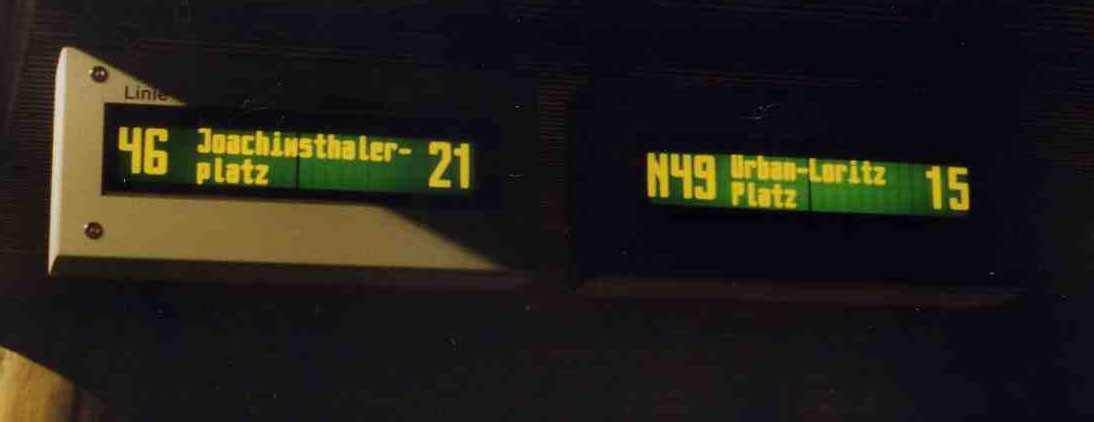 Linie
46 Joachimsthaler- 21
platz
N49 Urban-Loritz 15
Platz